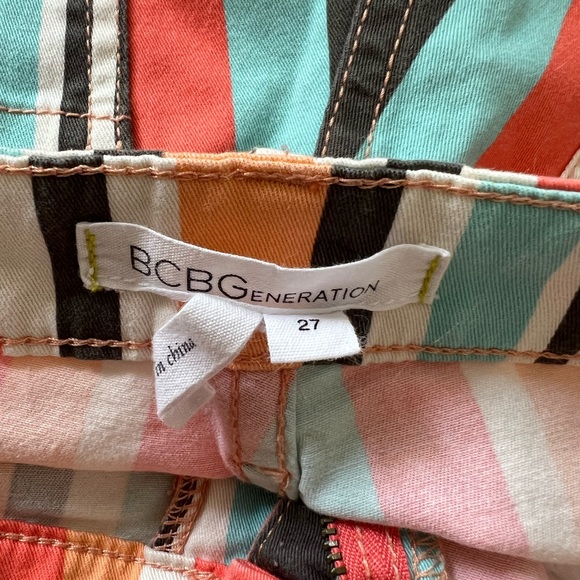 BCBGENERATION
27
in china